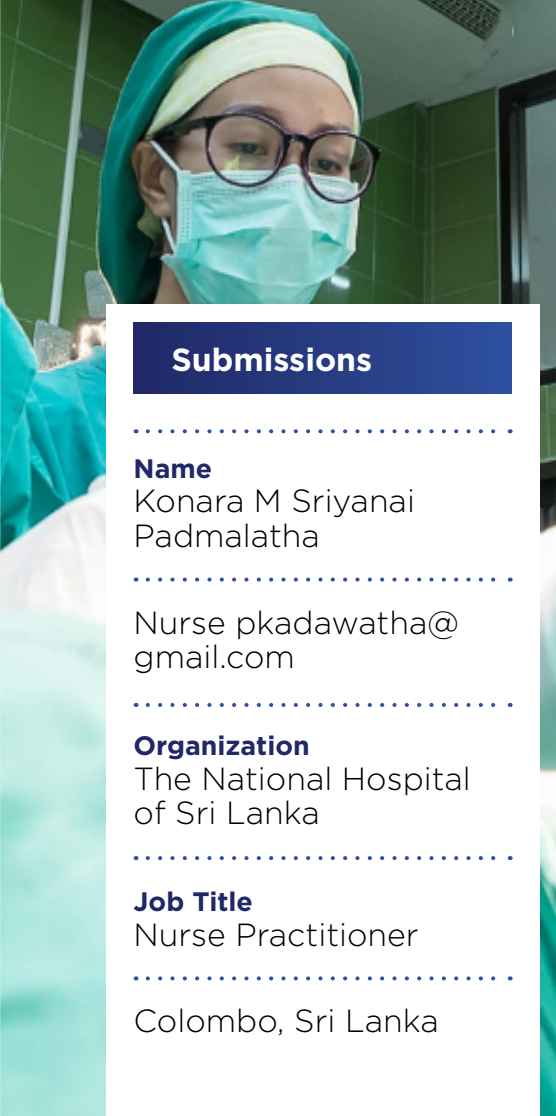 Submissions
Name
Konara M Sriyanai
Padmalatha
Nurse pkadawatha@
gmail.com
Organization
The National Hospital
of Sri Lanka
Job Title
Nurse Practitioner
Colombo, Sri Lanka